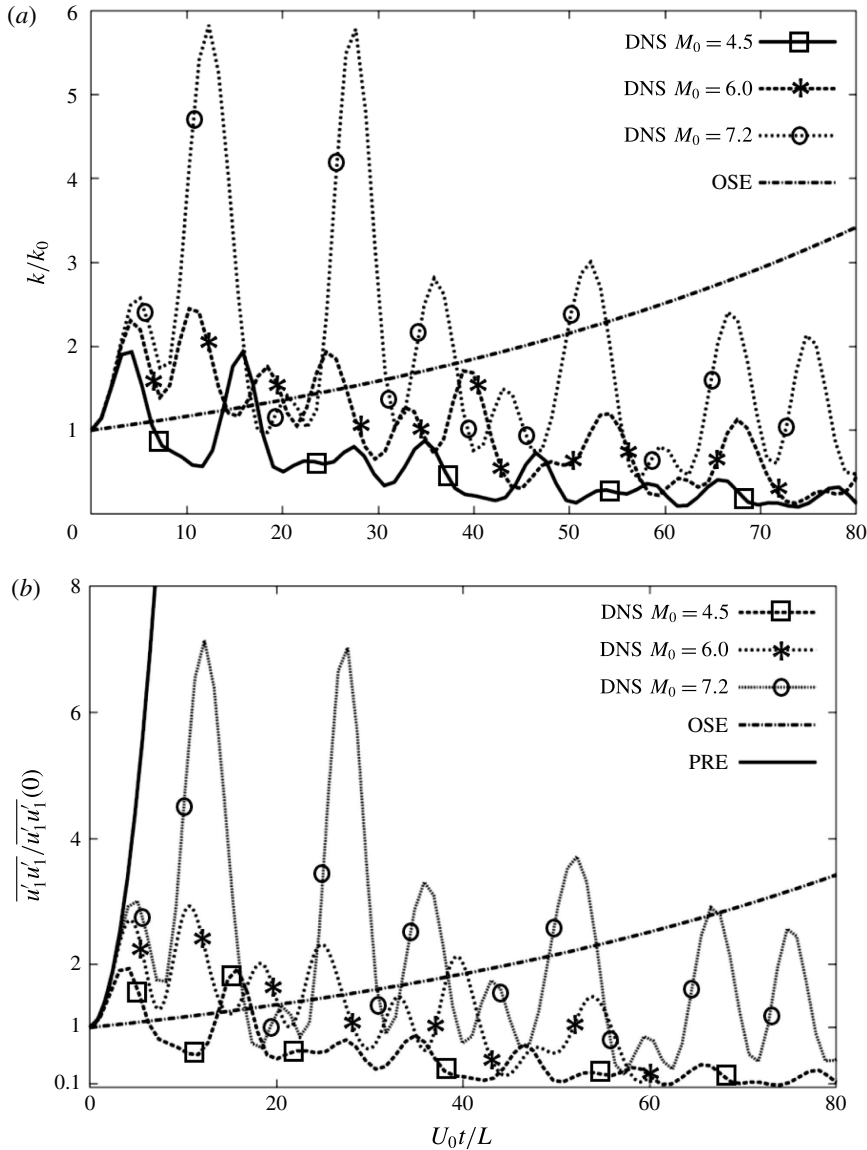 (a)
6
5
4
3
2
1
0
k/k₀
DNS M₀ = 4.5
DNS M₀ = 6.0
DNS M₀ = 7.2
OSE
10 20 30 40 50 60 70 80
(b)
8
6
4
2
1
0.1
u′₁u′₁/u′₁u′₁(0)
DNS M₀ = 4.5
DNS M₀ = 6.0
DNS M₀ = 7.2
OSE
PRE
0 20 40 60 80
U₀t/L